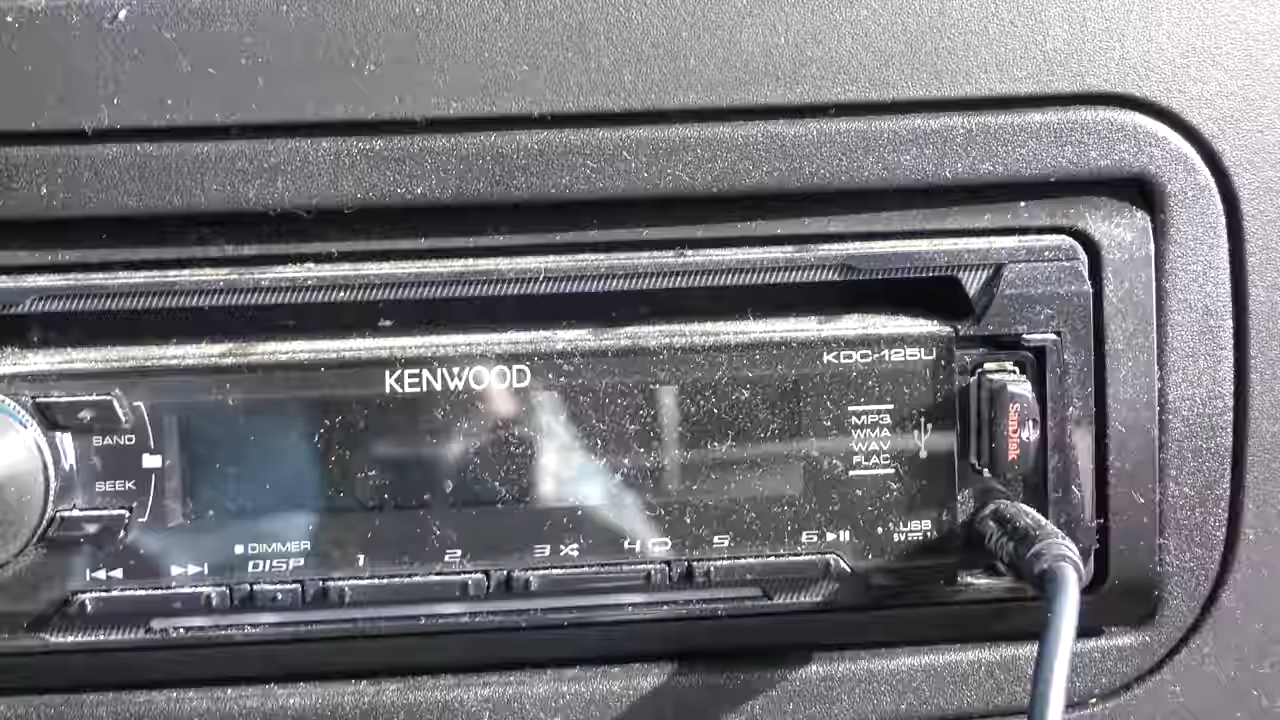 KENWOOD
KDC-125U
BAND
SEEK
MP3
WMA
WAV
FLAC
SanDisk
DIMMER
DISP
1
2
3
4
5
6
USB
5V